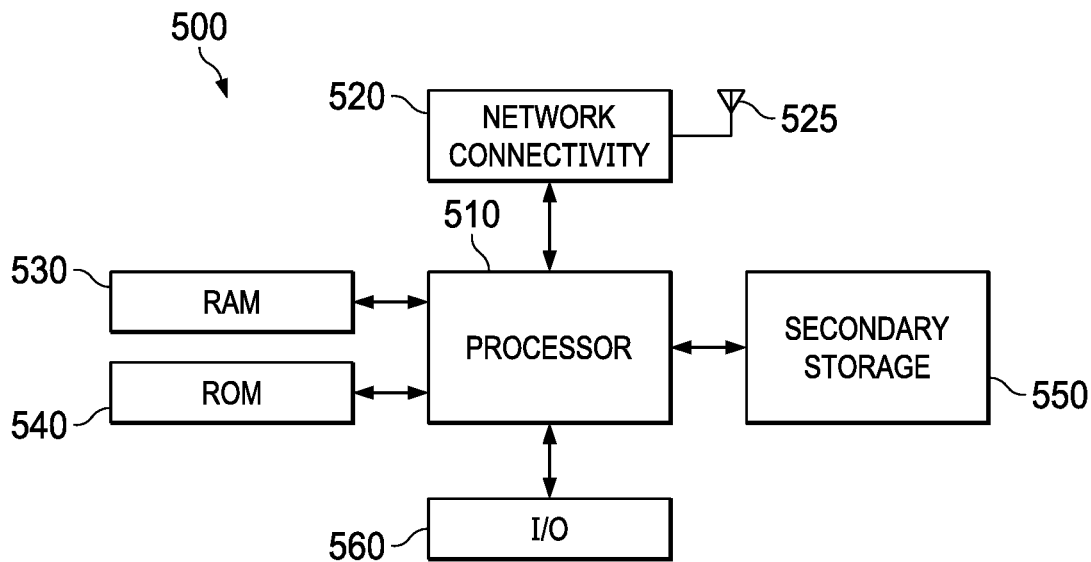 500
520
NETWORK
CONNECTIVITY
525
510
530
RAM
PROCESSOR
SECONDARY
STORAGE
ROM
540
550
I/O
560